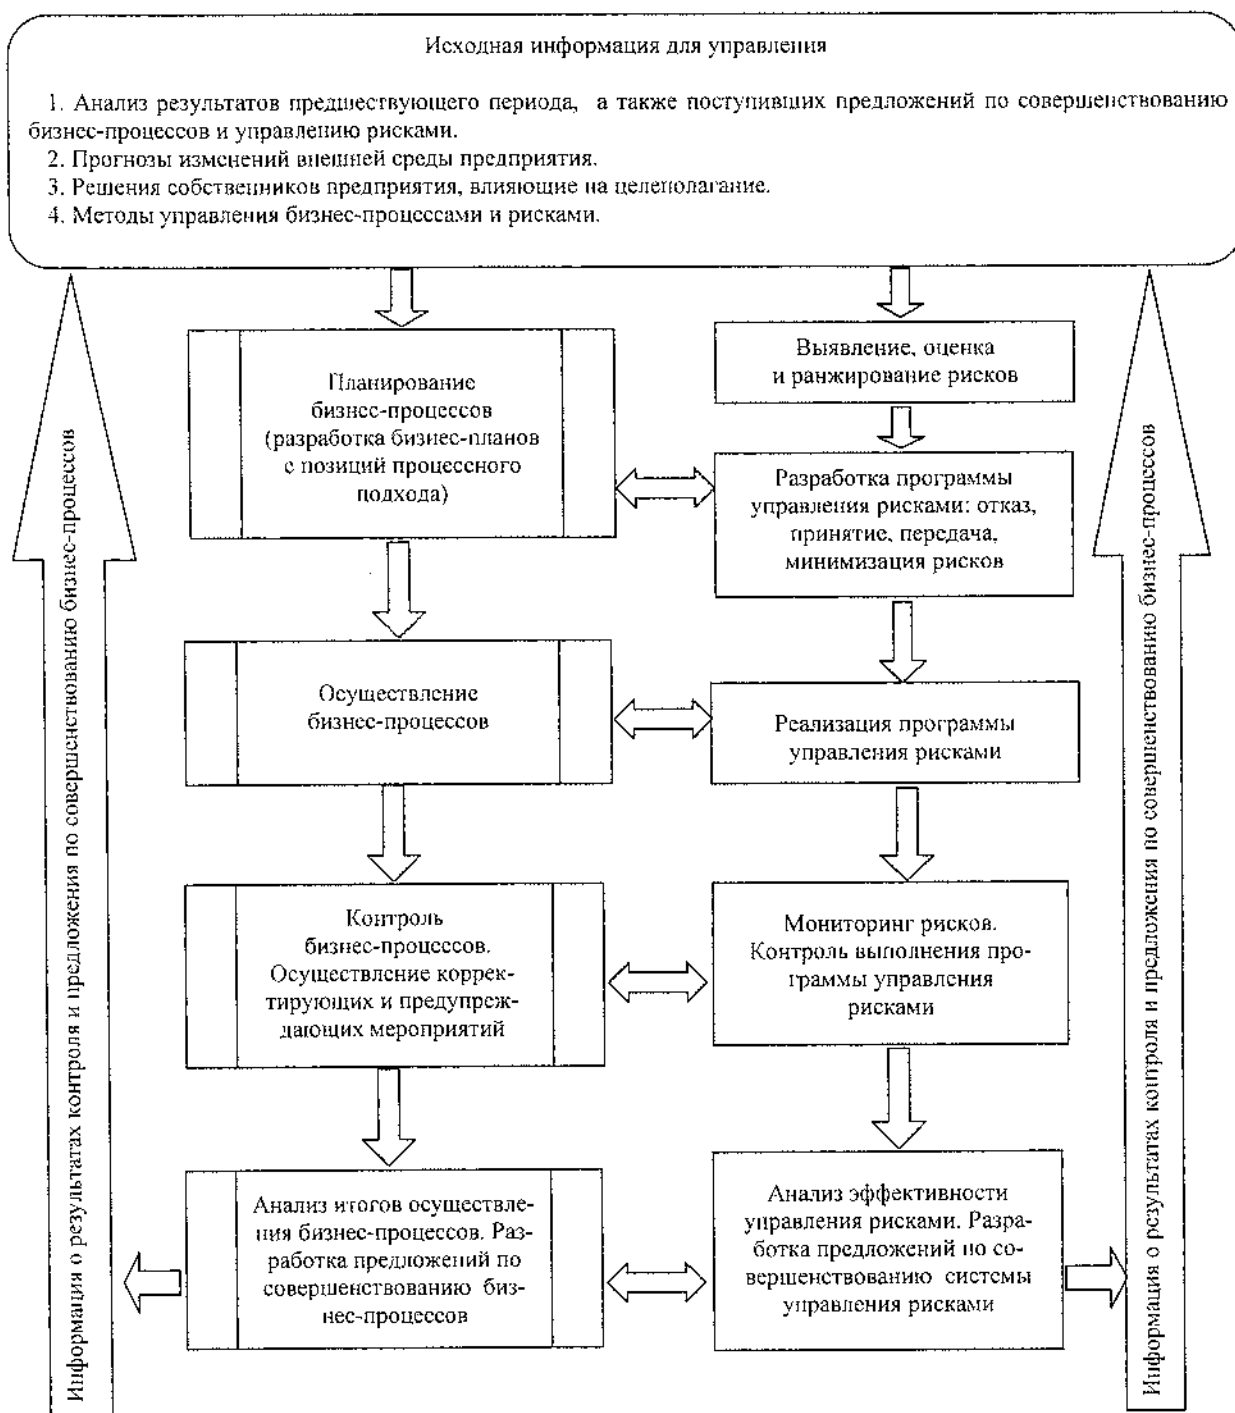 Исходная информация для управления
1. Анализ результатов предшествующего периода, а также поступивших предложений по совершенствованию
бизнес-процессов и управлению рисками.
2. Прогнозы изменений внешней среды предприятия.
3. Решения собственников предприятия, влияющие на целеполагание.
4. Методы управления бизнес-процессами и рисками.
Планирование
бизнес-процессов
(разработка бизнес-планов
с позиций процессного
подхода)
Выявление, оценка
и ранжирование рисков
Разработка программы
управления рисками: отказ,
принятие, передача,
минимизация рисков
Осуществление
бизнес-процессов
Реализация программы
управления рисками
Контроль
бизнес-процессов.
Осуществление коррек-
тирующих и предупреж-
дающих мероприятий
Мониторинг рисков.
Контроль выполнения про-
граммы управления
рисками
Анализ итогов осуществле-
ния бизнес-процессов. Раз-
работка предложений по
совершенствованию биз-
нес-процессов
Анализ эффективности
управления рисками. Разра-
ботка предложений по со-
вершенствованию системы
управления рисками
Информация о результатах контроля и предложения по совершенствованию бизнес-процессов
Информация о результатах контроля и предложения по совершенствованию бизнес-процессов